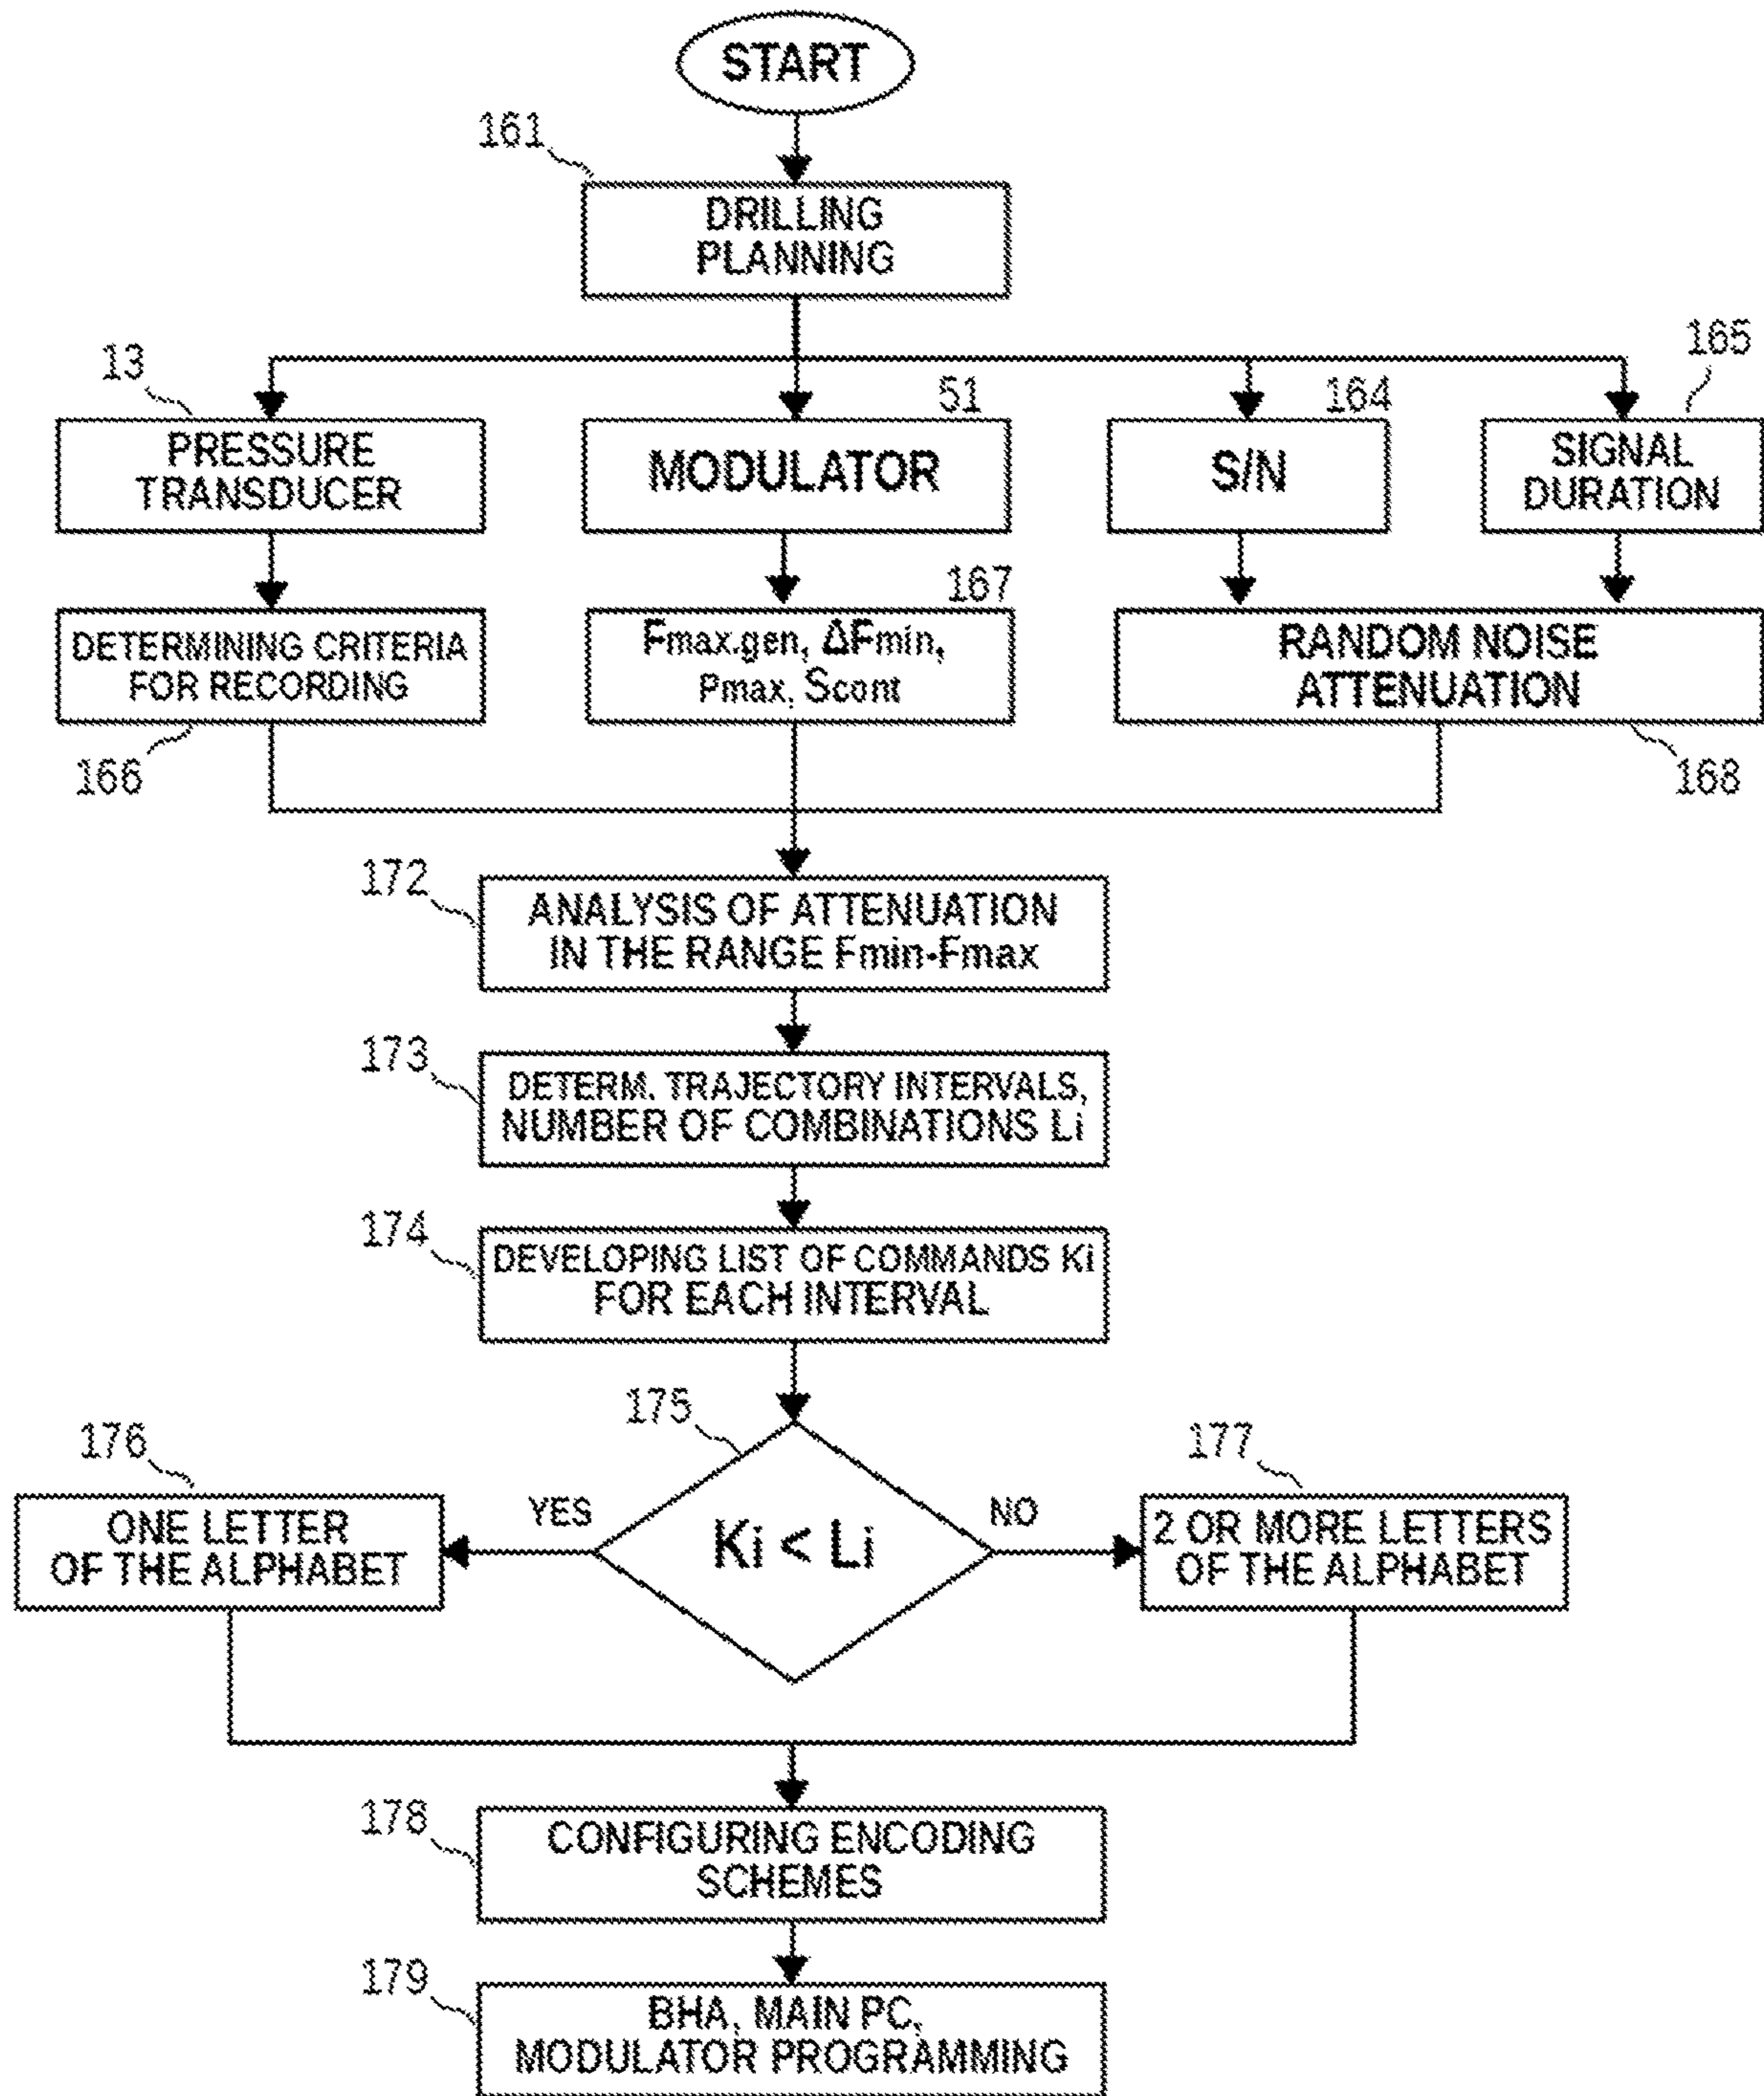 START
161
DRILLING
PLANNING
13
51
164
165
PRESSURE
TRANSDUCER
MODULATOR
S/N
SIGNAL
DURATION
167
DETERMINING CRITERIA
FOR RECORDING
Fmax.gen, ΔFmin,
Pmax, Scont
RANDOM NOISE
ATTENUATION
166
168
172
ANALYSIS OF ATTENUATION
IN THE RANGE Fmin-Fmax
173
DETERM. TRAJECTORY INTERVALS,
NUMBER OF COMBINATIONS Li
174
DEVELOPING LIST OF COMMANDS Ki
FOR EACH INTERVAL
175
176
177
ONE LETTER
OF THE ALPHABET
YES
Ki < Li
NO
2 OR MORE LETTERS
OF THE ALPHABET
178
CONFIGURING ENCODING
SCHEMES
179
BHA, MAIN PC,
MODULATOR PROGRAMMING